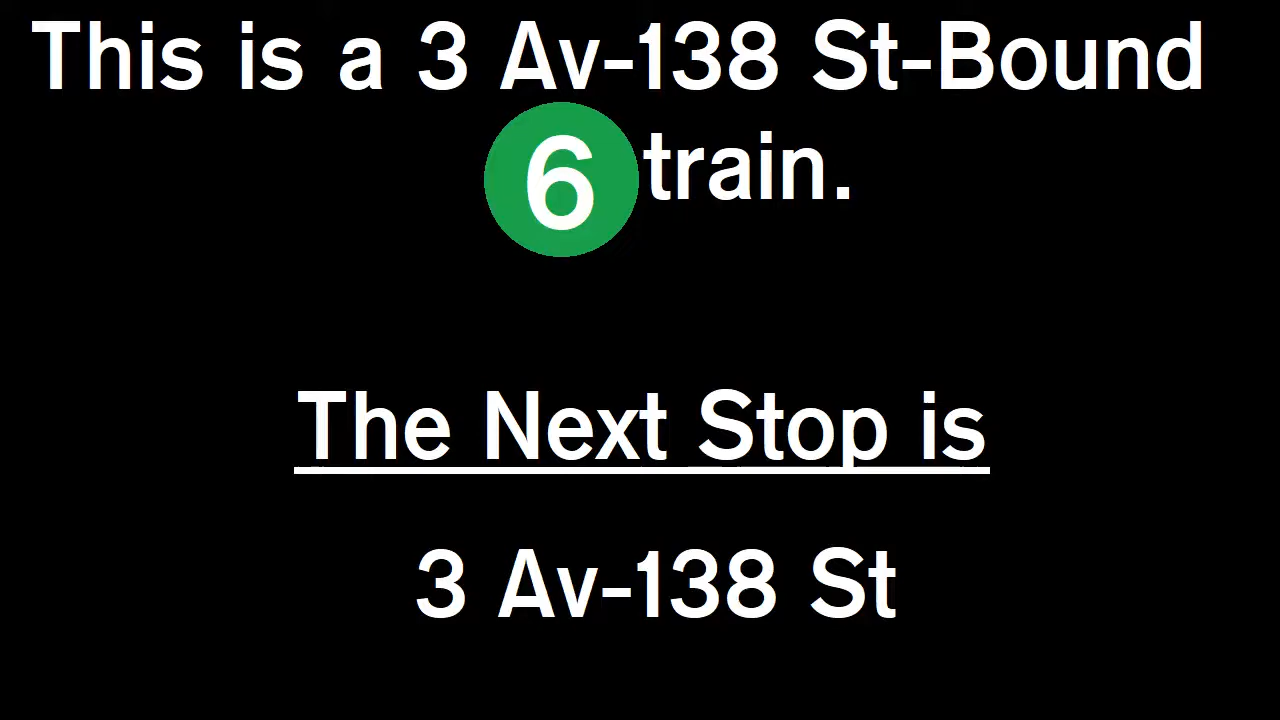 This is a 3 Av-138 St-Bound
6 train.
The Next Stop is
3 Av-138 St